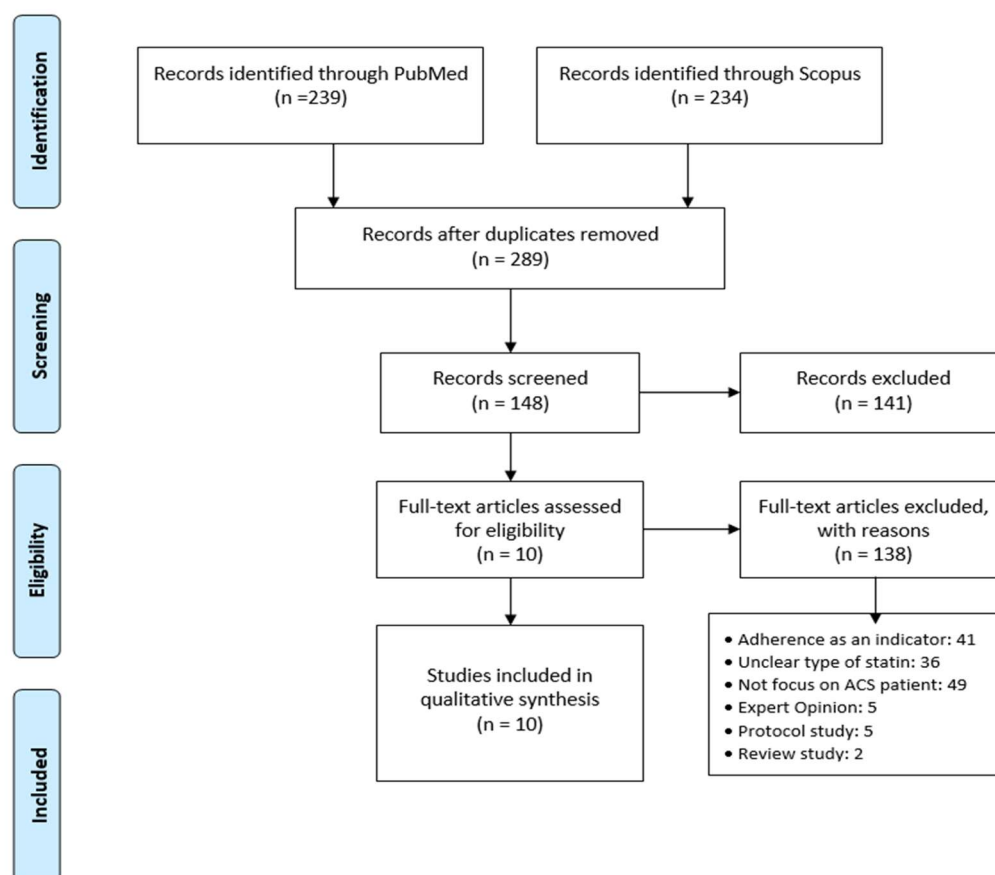 Identification
Records identified through PubMed
(n =239)
Records identified through Scopus
(n = 234)
Records after duplicates removed
(n = 289)
Screening
Records screened
(n = 148)
Records excluded
(n = 141)
Eligibility
Full-text articles assessed
for eligibility
(n = 10)
Full-text articles excluded,
with reasons
(n = 138)
• Adherence as an indicator: 41
• Unclear type of statin: 36
• Not focus on ACS patient: 49
• Expert Opinion: 5
• Protocol study: 5
• Review study: 2
Included
Studies included in
qualitative synthesis
(n = 10)